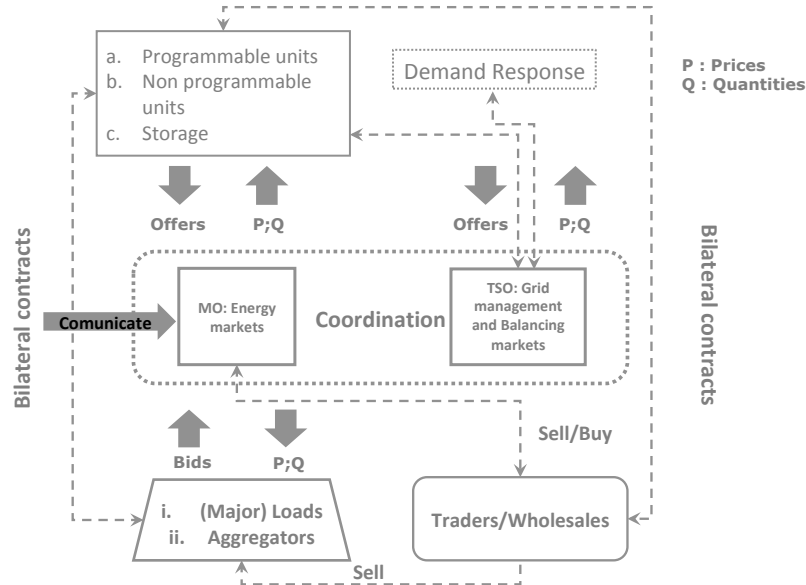 a. Programmable units
b. Non programmable
units
c. Storage
Demand Response
P : Prices
Q : Quantities
Offers
P;Q
Offers
P;Q
Bilateral contracts
Bilateral contracts
Comunicate
MO: Energy
markets
Coordination
TSO: Grid
management
and Balancing
markets
Bids
P;Q
Sell/Buy
i. (Major) Loads
ii. Aggregators
Traders/Wholesales
Sell